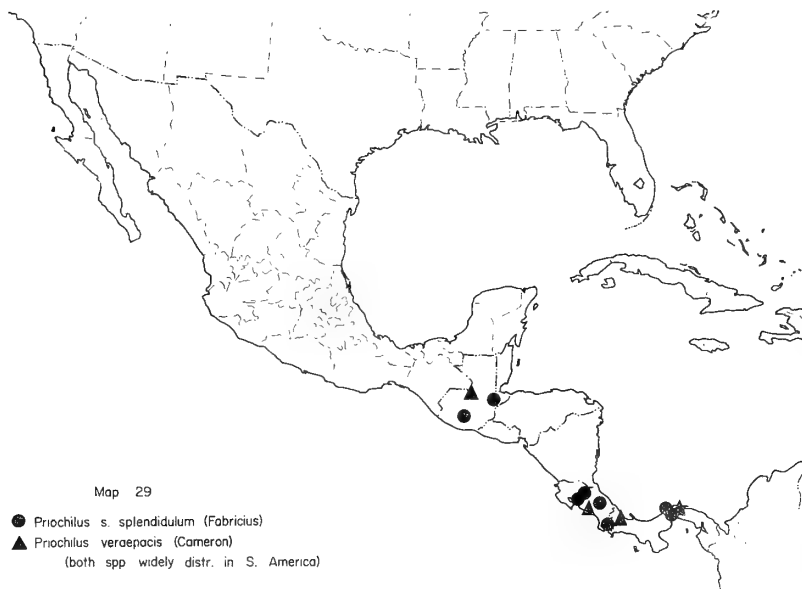 Map 29
Priochilus s. splendidulum (Fabricius)
Priochilus veraepacis (Cameron)
(both spp widely distr. in S. America)